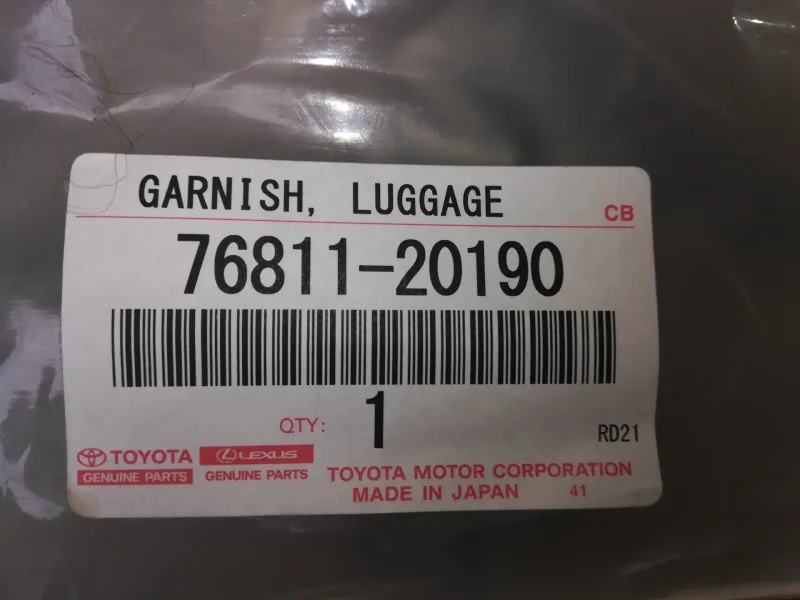 GARNISH, LUGGAGE
CB
76811-20190
QTY: 1
RD21
TOYOTA LEXUS
GENUINE PARTS GENUINE PARTS
TOYOTA MOTOR CORPORATION
MADE IN JAPAN 41